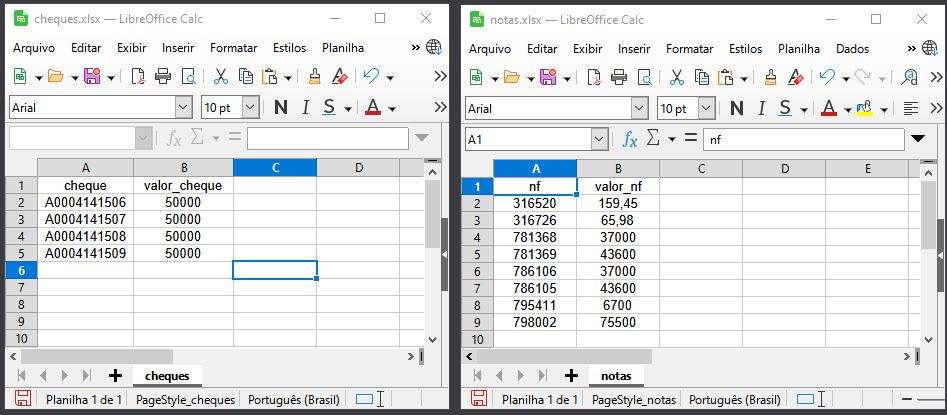 cheques.xlsx — LibreOffice Calc
Arquivo Editar Exibir Inserir Formatar Estilos Planilha »
Arial 10 pt N I S A »
fx Σ =
A B C D
1 cheque valor_cheque
2 A0004141506 50000
3 A0004141507 50000
4 A0004141508 50000
5 A0004141509 50000
6
7
8
9
10
cheques
Planilha 1 de 1 PageStyle_cheques Português (Brasil)
notas.xlsx — LibreOffice Calc
Arquivo Editar Exibir Inserir Formatar Estilos Planilha Dados »
Arial 10 pt N I S A »
A1 fx Σ = nf
A B C D E
1 nf valor_nf
2 316520 159,45
3 316726 65,98
4 781368 37000
5 781369 43600
6 786106 37000
7 786105 43600
8 795411 6700
9 798002 75500
10
notas
Planilha 1 de 1 PageStyle_notas Português (Brasil)